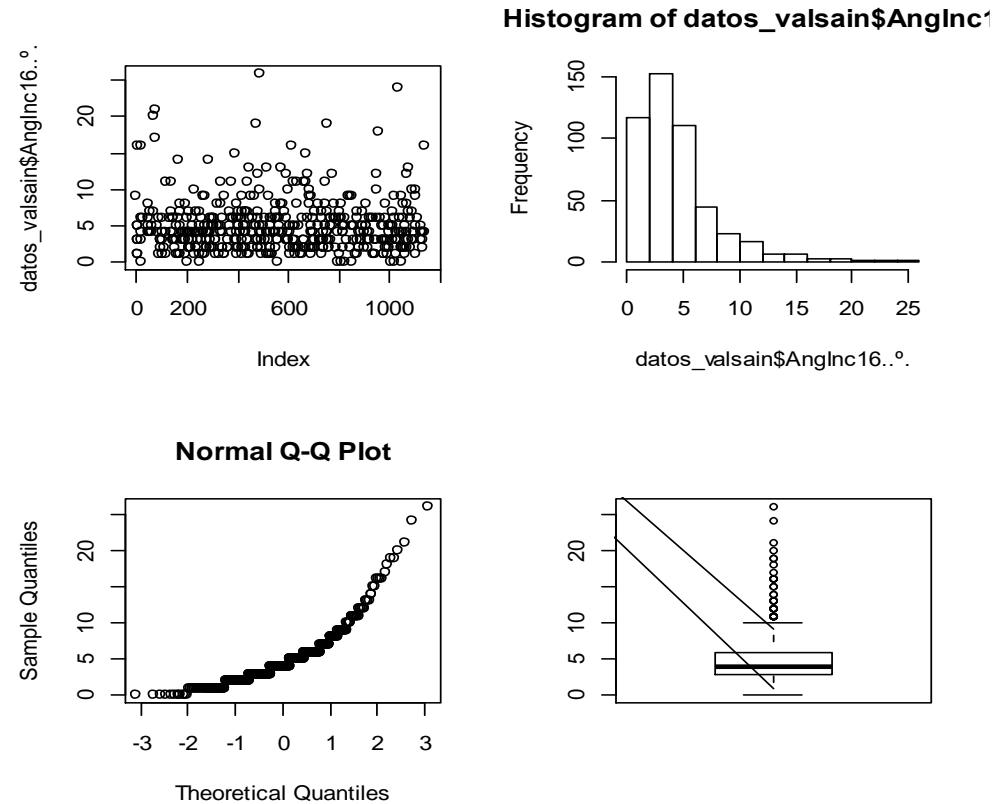 Histogram of datos_valsain$AngInc1
datos_valsain$AngInc16..º.
20
10
5
0
0 200 600 1000
Index
Frequency
150
100
50
0
0 5 10 15 20 25
datos_valsain$AngInc16..º.
Normal Q-Q Plot
Sample Quantiles
20
10
5
0
-3 -2 -1 0 1 2 3
Theoretical Quantiles
20
10
5
0